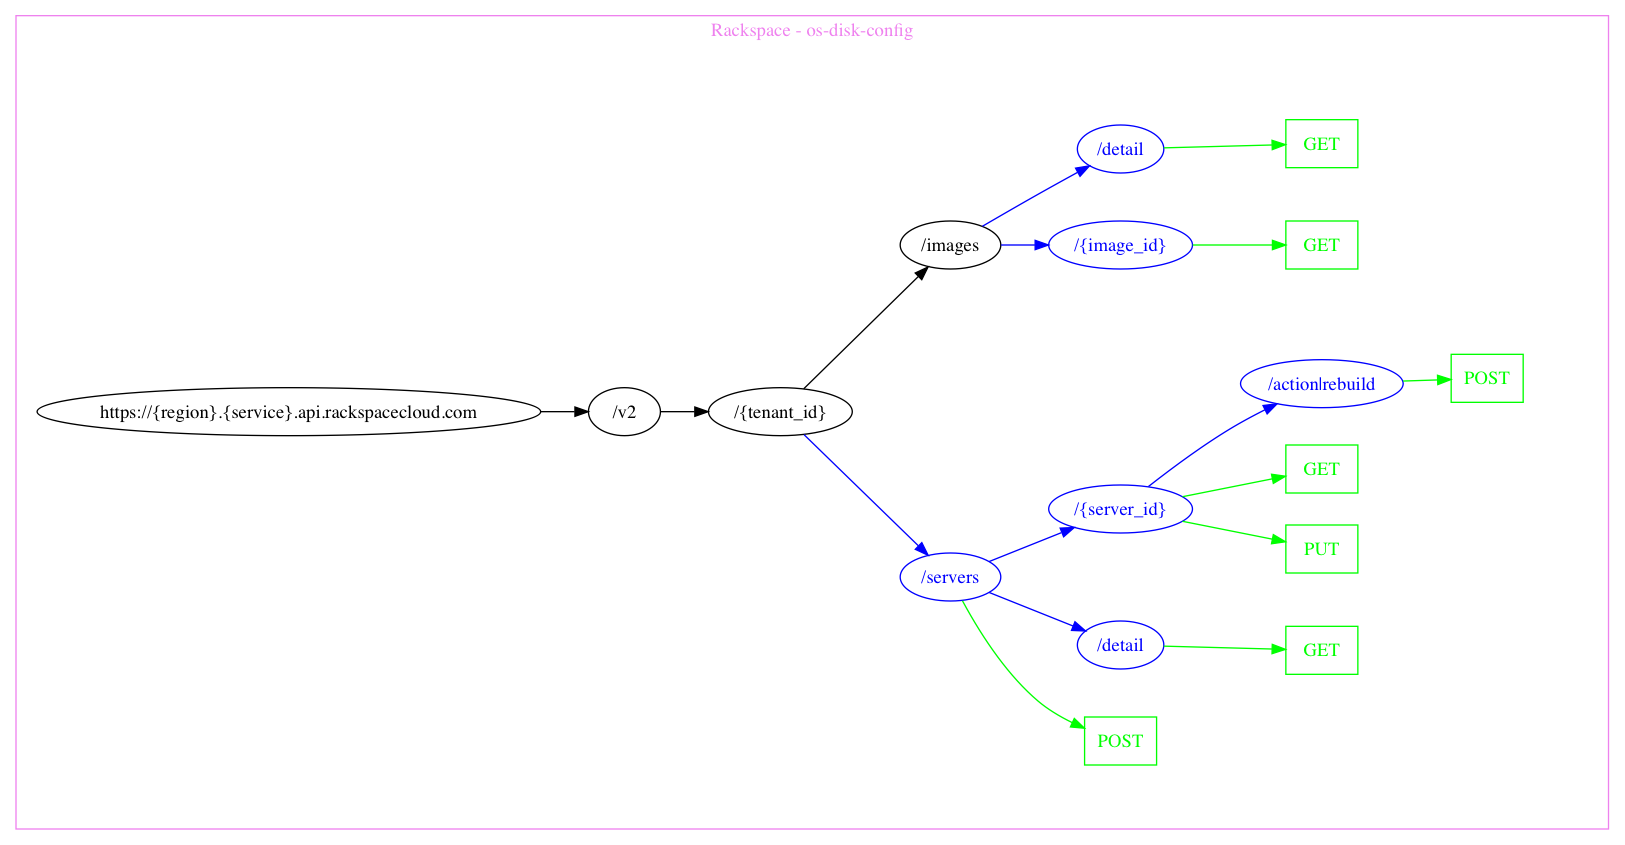 Rackspace - os-disk-config
/detail
GET
/images
/{image_id}
GET
https://{region}.{service}.api.rackspacecloud.com
/v2
/{tenant_id}
/action|rebuild
POST
/{server_id}
GET
PUT
/servers
/detail
GET
POST